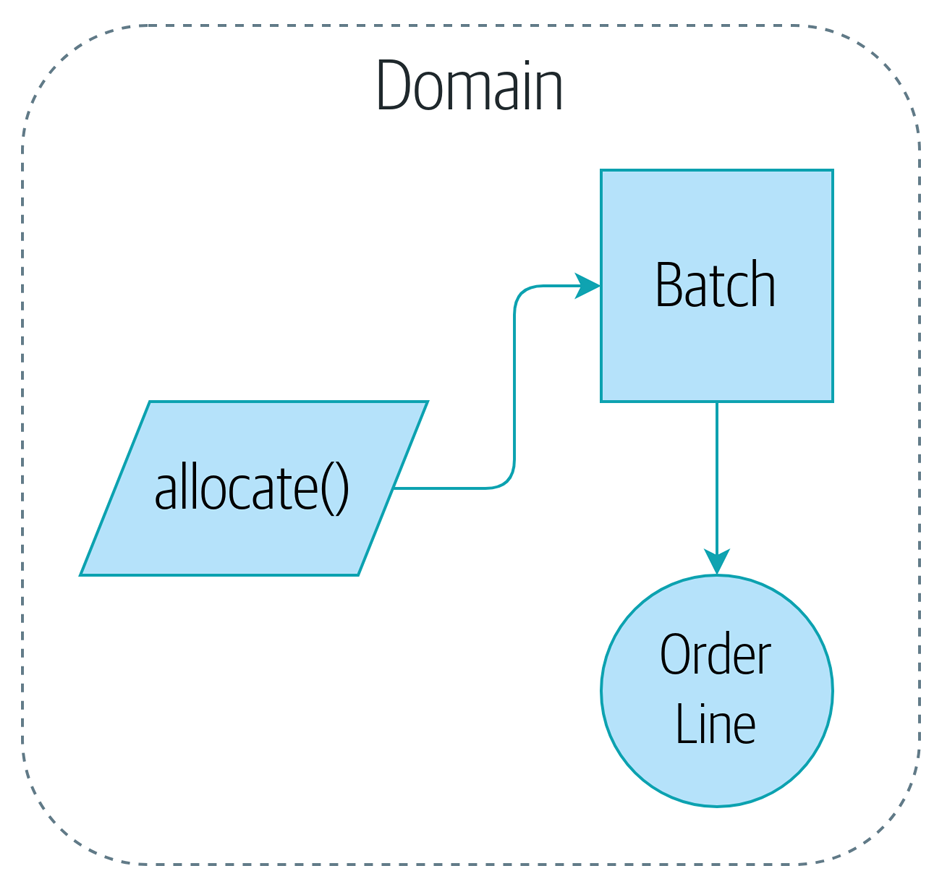 Domain
Batch
allocate()
Order
Line